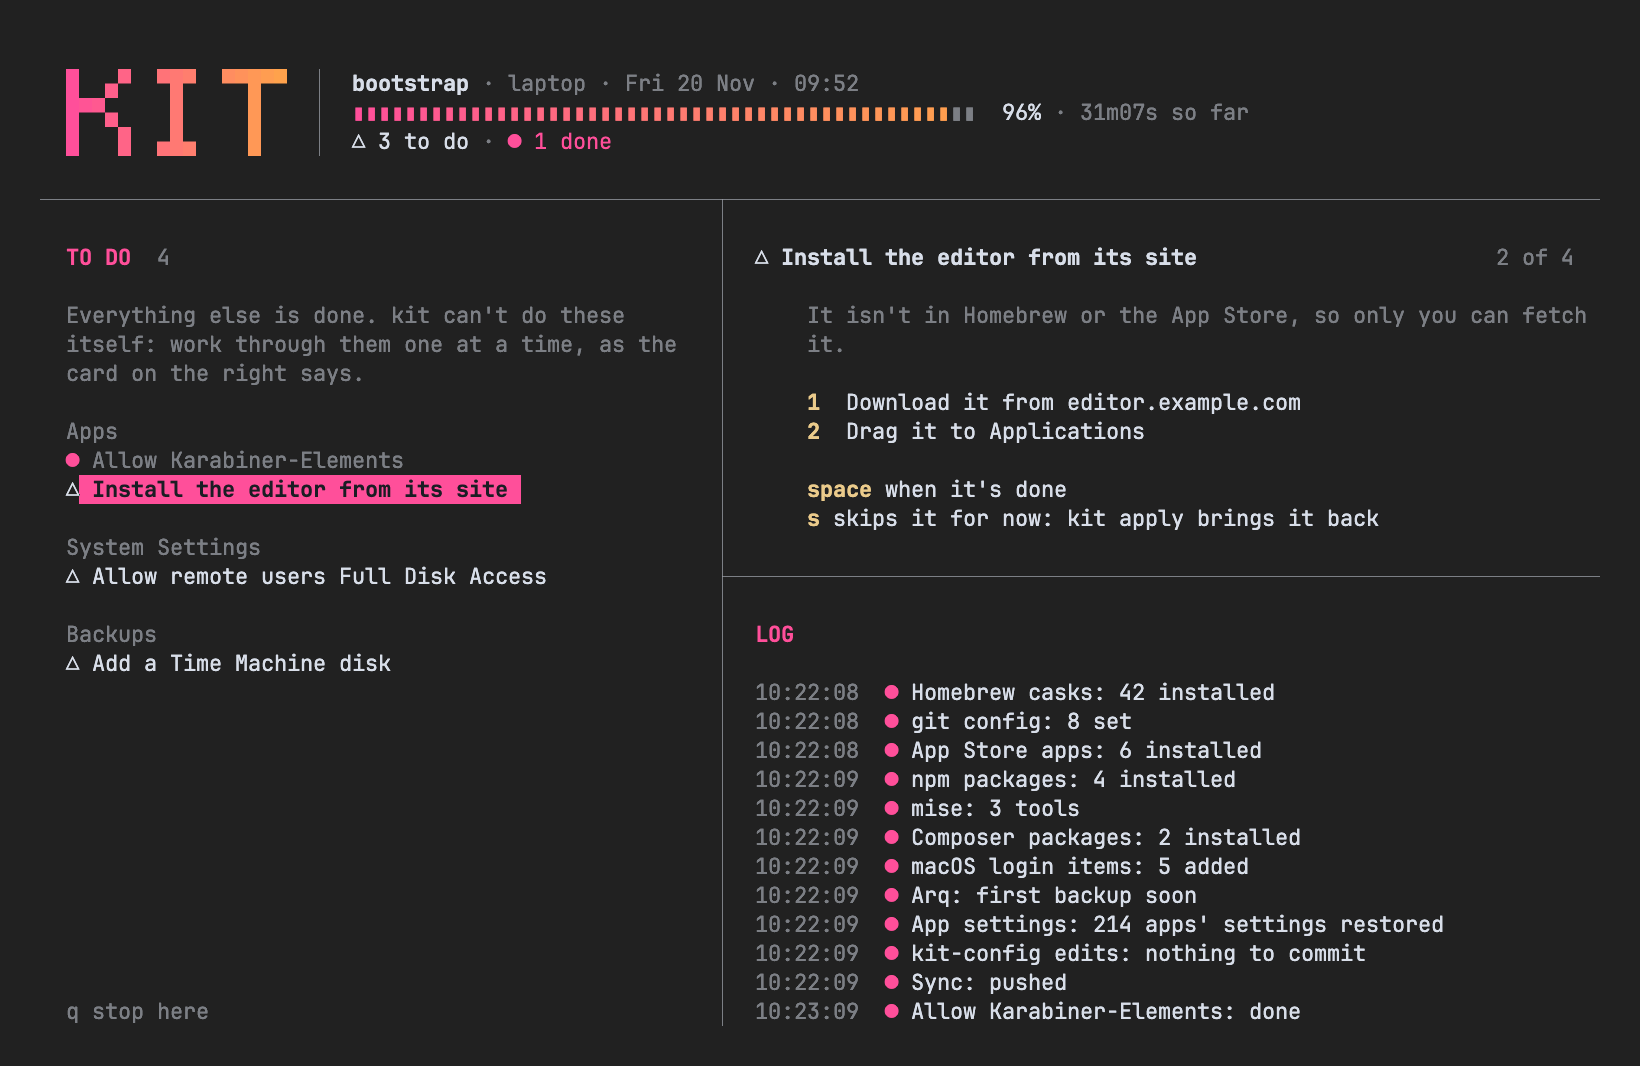 KIT
bootstrap · laptop · Fri 20 Nov · 09:52
96% · 31m07s so far
△ 3 to do · ● 1 done
TO DO 4
Everything else is done. kit can't do these
itself: work through them one at a time, as the
card on the right says.
Apps
● Allow Karabiner-Elements
△ Install the editor from its site
System Settings
△ Allow remote users Full Disk Access
Backups
△ Add a Time Machine disk
q stop here
△ Install the editor from its site 2 of 4
It isn't in Homebrew or the App Store, so only you can fetch
it.
1 Download it from editor.example.com
2 Drag it to Applications
space when it's done
s skips it for now: kit apply brings it back
LOG
10:22:08 ● Homebrew casks: 42 installed
10:22:08 ● git config: 8 set
10:22:08 ● App Store apps: 6 installed
10:22:09 ● npm packages: 4 installed
10:22:09 ● mise: 3 tools
10:22:09 ● Composer packages: 2 installed
10:22:09 ● macOS login items: 5 added
10:22:09 ● Arq: first backup soon
10:22:09 ● App settings: 214 apps' settings restored
10:22:09 ● kit-config edits: nothing to commit
10:22:09 ● Sync: pushed
10:23:09 ● Allow Karabiner-Elements: done